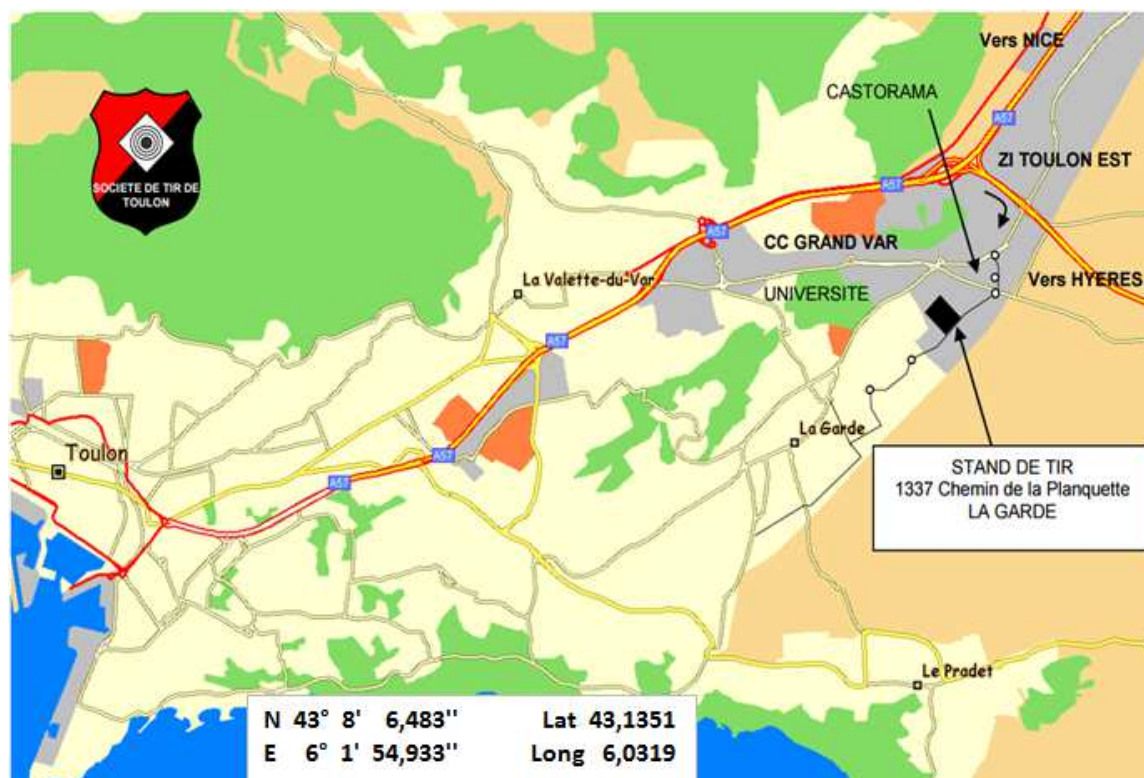 Vers NICE
CASTORAMA
A57
SOCIETE DE TIR DE
TOULON
ZI TOULON EST
A57
A57
CC GRAND VAR
La Valette-du-Var
UNIVERSITE
Vers HYERES
A57
La Garde
Toulon
A57
A57
STAND DE TIR
1337 Chemin de la Planquette
LA GARDE
Le Pradet
N 43° 8' 6,483'' Lat 43,1351
E 6° 1' 54,933'' Long 6,0319